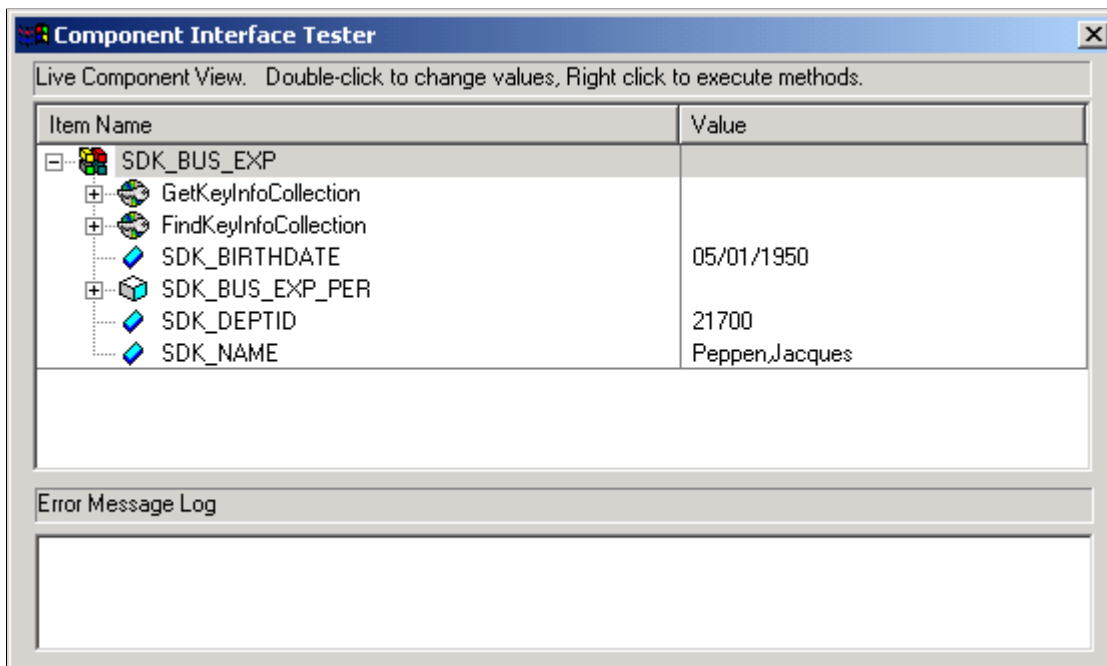 Component Interface Tester
Live Component View. Double-click to change values, Right click to execute methods.
Item Name Value
SDK_BUS_EXP
GetKeyInfoCollection
FindKeyInfoCollection
SDK_BIRTHDATE 05/01/1950
SDK_BUS_EXP_PER
SDK_DEPTID 21700
SDK_NAME Peppen,Jacques
Error Message Log